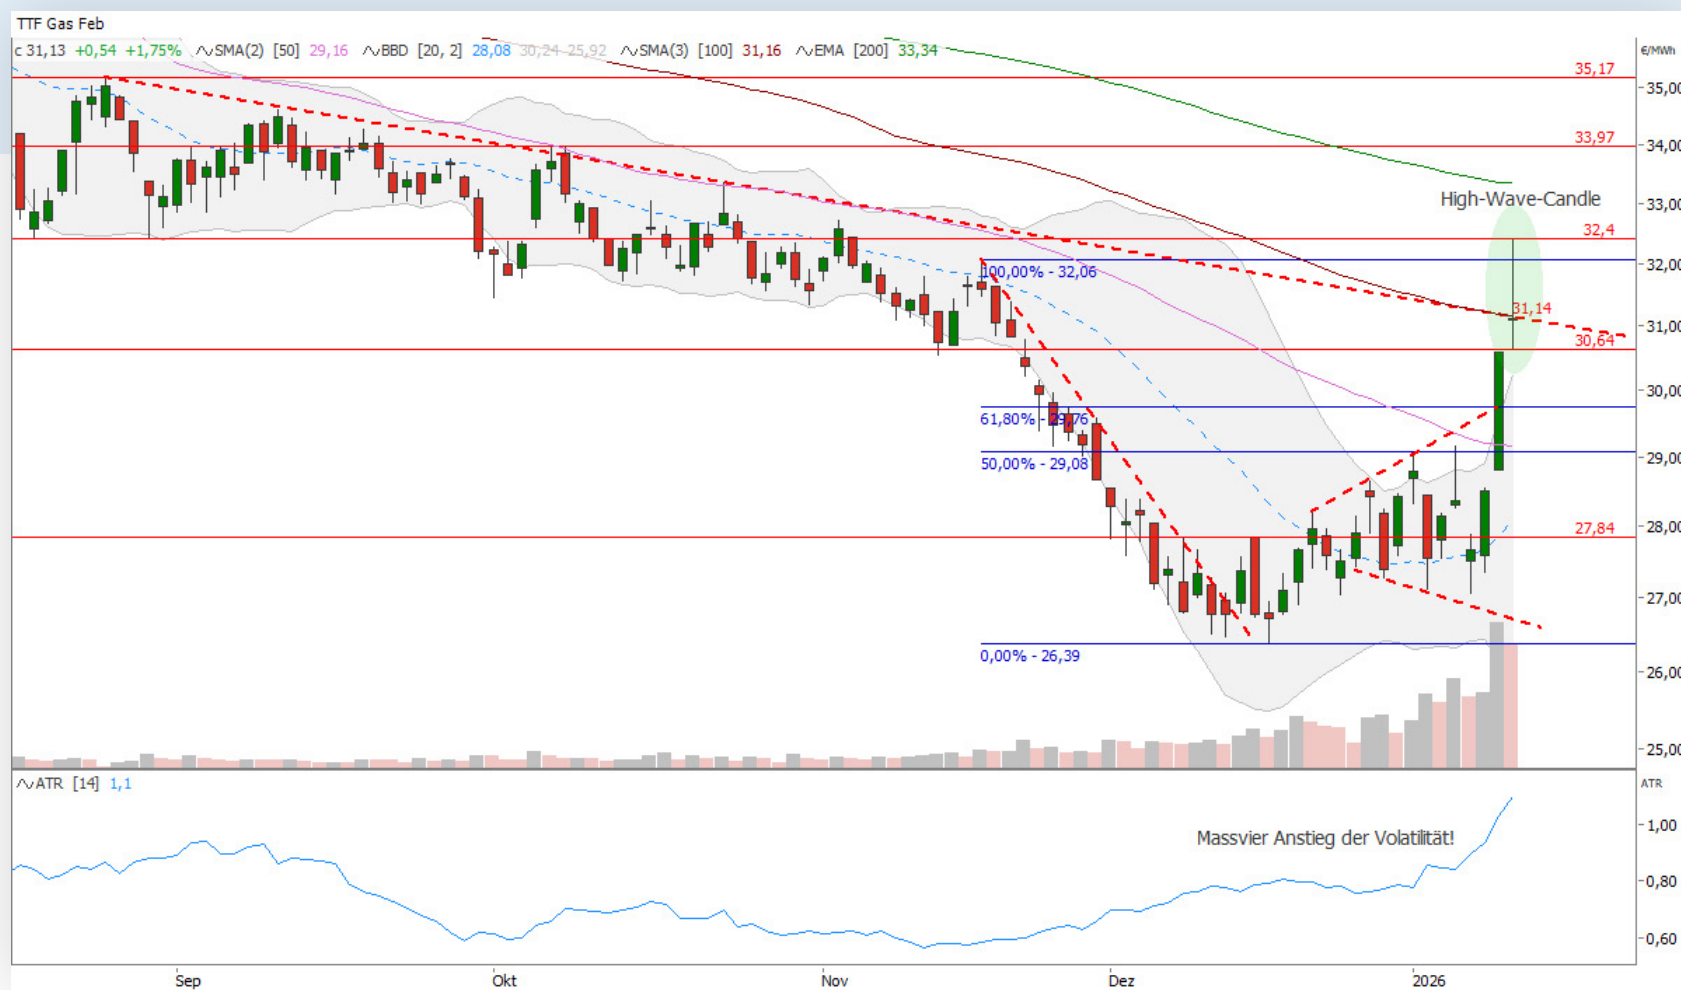 TTF Gas Feb
c 31,13 +0,54 +1,75% SMA(2) [50] 29,16 BBD [20, 2] 28,08 30,24 25,92 SMA(3) [100] 31,16 EMA [200] 33,34
€/MWh
35,17
35,00
33,97
34,00
High-Wave-Candle
33,00
32,4
100,00% - 32,06
32,00
31,14
31,00
30,64
30,00
61,80% - 29,76
50,00% - 29,08
29,00
27,84
28,00
27,00
0,00% - 26,39
26,00
25,00
ATR [14] 1,1
ATR
Massvier Anstieg der Volatilität!
1,00
0,80
0,60
Sep Okt Nov Dez 2026